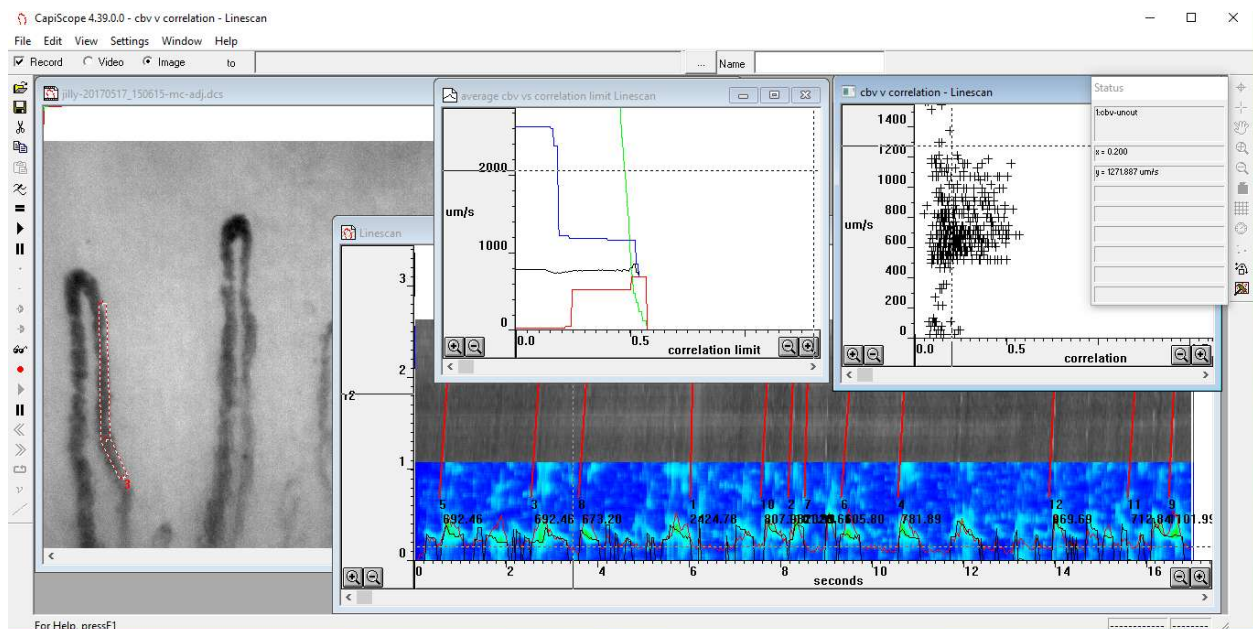 CapiScope 4.39.0.0 - cbv v correlation - Linescan
File Edit View Settings Window Help
Record Video Image to ... Name
jilly-20170517_150615-mc-adj.dcs
average cbv vs correlation limit Linescan
2000
um/s
1000
0
0.0 0.5
correlation limit
cbv v correlation - Linescan
1400
1200
1000
800
um/s
600
400
200
0
0.0 0.5
correlation
Status
1:cbv-uncut
x = 0.200
y = 1271.887 um/s
Linescan
3
2
1
0
5 3 8 1 10 2 7 6 4 12 11 9
692.46 692.46 673.20 2424.78 781.89 969.69
0 2 4 6 8 10 12 14 16
seconds
For Help, pressF1